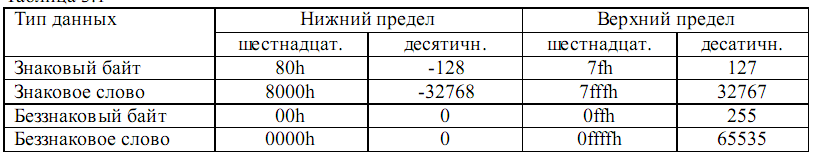 Тип данных Нижний предел Верхний предел
шестнадцат. десятичн. шестнадцат. десатичн.
Знаковый байт 80h -128 7fh 127
Знаковое слово 8000h -32768 7fffh 32767
Беззнаковый байт 00h 0 0ffh 255
Беззнаковое слово 0000h 0 0ffffh 65535